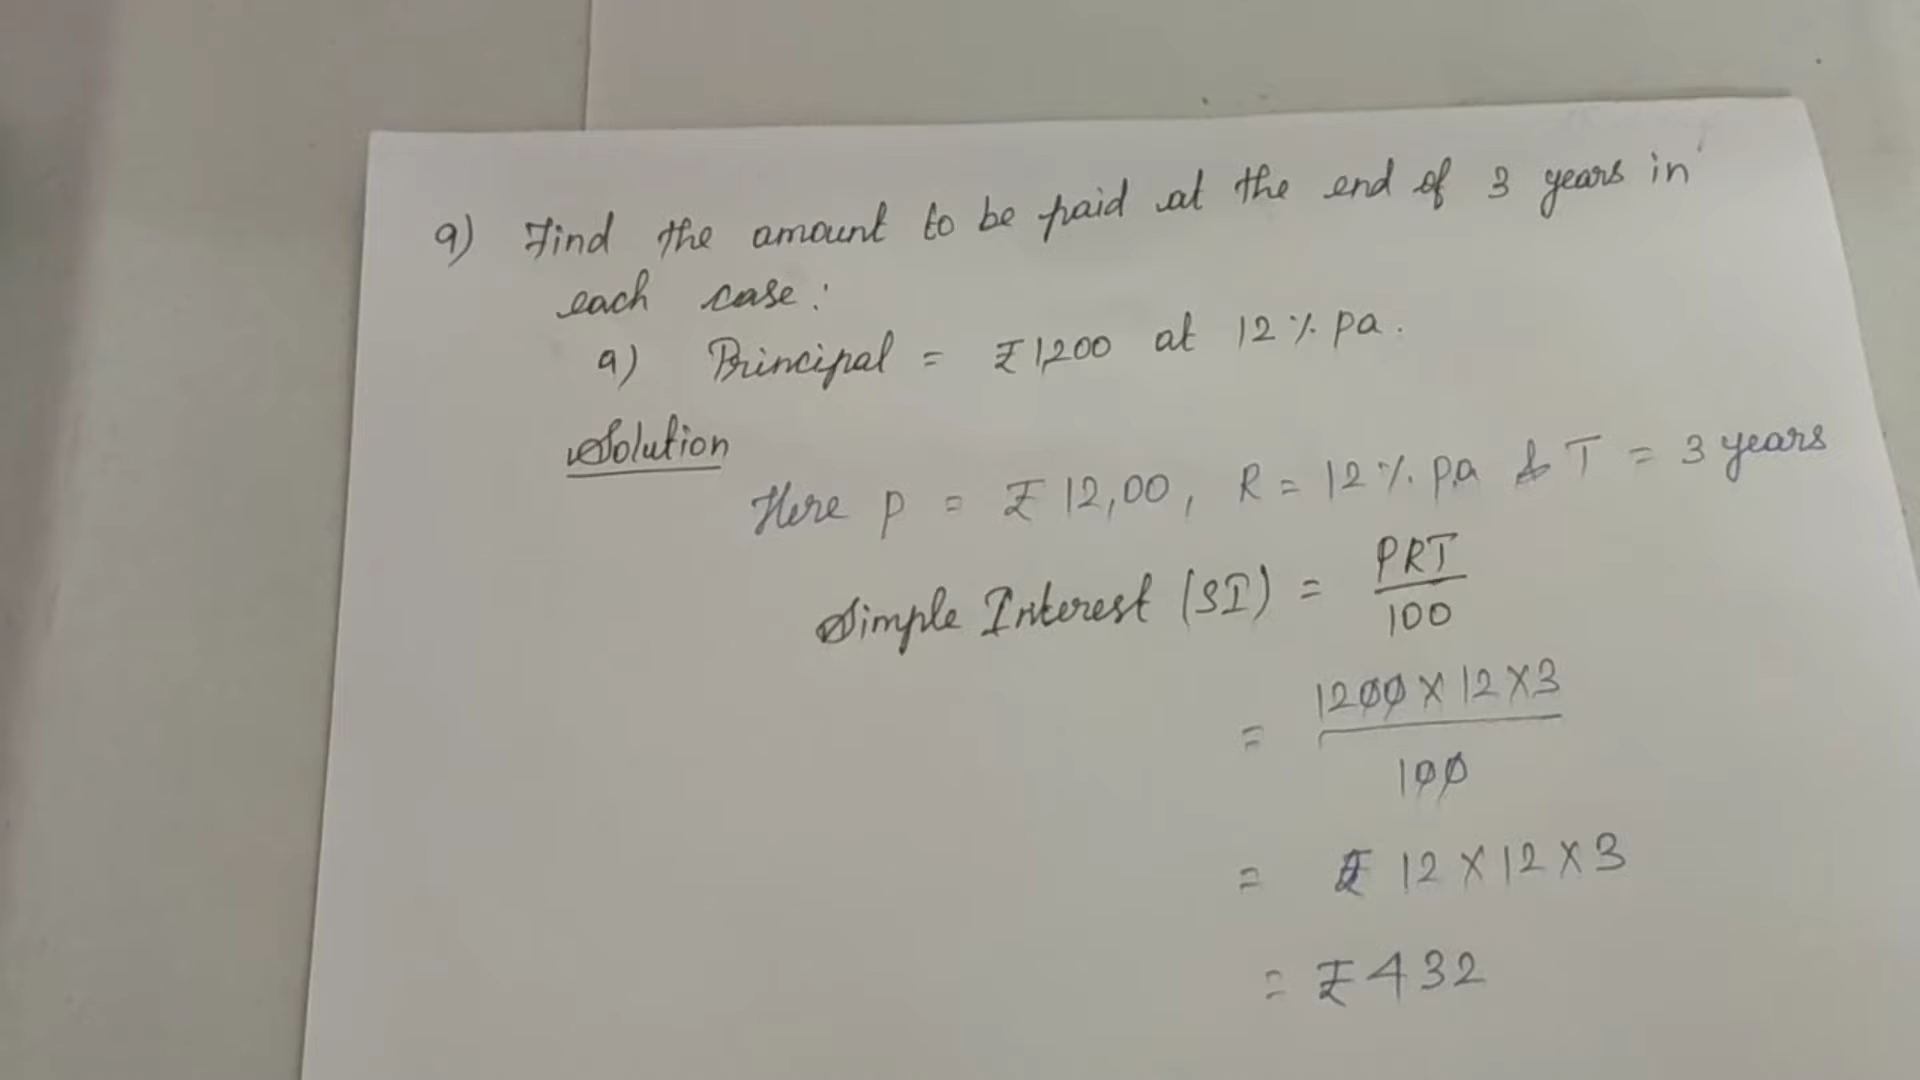 9) Find the amount to be paid at the end of 3 years in
each case:
a) Principal = ₹1,200 at 12% pa.
Solution
Here P = ₹12,00, R = 12% p.a & T = 3 years
Simple Interest (SI) = PRT
100
= 1200 X 12 X 3
100
= ₹ 12 X 12 X 3
= ₹432